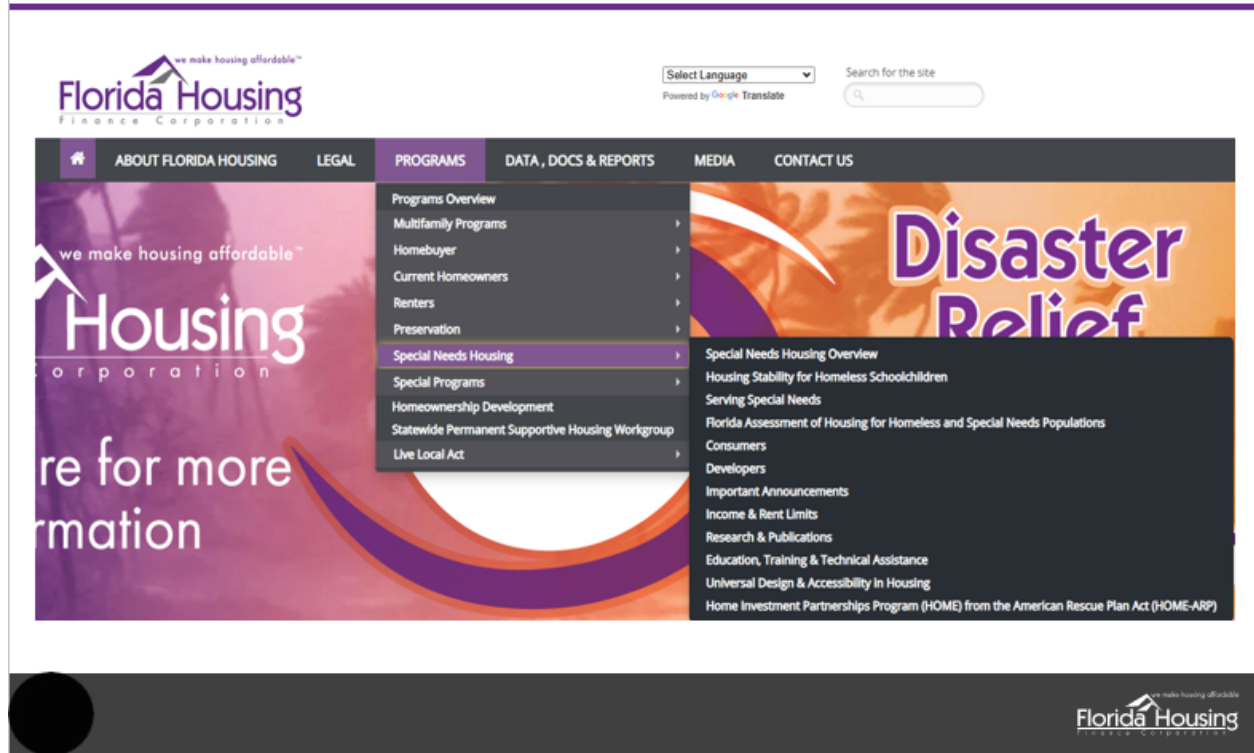 we make housing affordable™
Florida Housing
Finance Corporation
Select Language
Powered by Google Translate
Search for the site
ABOUT FLORIDA HOUSING LEGAL PROGRAMS DATA , DOCS & REPORTS MEDIA CONTACT US
Programs Overview
Multifamily Programs
Homebuyer
Current Homeowners
Renters
Preservation
Special Needs Housing
Special Programs
Homeownership Development
Statewide Permanent Supportive Housing Workgroup
Live Local Act
Special Needs Housing Overview
Housing Stability for Homeless Schoolchildren
Serving Special Needs
Florida Assessment of Housing for Homeless and Special Needs Populations
Consumers
Developers
Important Announcements
Income & Rent Limits
Research & Publications
Education, Training & Technical Assistance
Universal Design & Accessibility in Housing
Home Investment Partnerships Program (HOME) from the American Rescue Plan Act (HOME-ARP)
we make housing affordable™
Housing
orporation
re for more
rmation
Disaster
Relief
we make housing affordable
Florida Housing
Finance Corporation